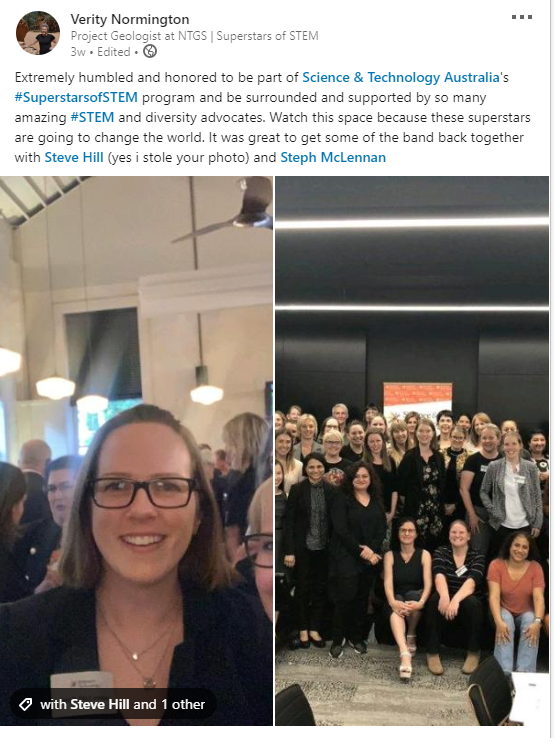 Verity Normington
Project Geologist at NTGS | Superstars of STEM
3w • Edited •
Extremely humbled and honored to be part of Science & Technology Australia's
#SuperstarsofSTEM program and be surrounded and supported by so many
amazing #STEM and diversity advocates. Watch this space because these superstars
are going to change the world. It was great to get some of the band back together
with Steve Hill (yes i stole your photo) and Steph McLennan
with Steve Hill and 1 other